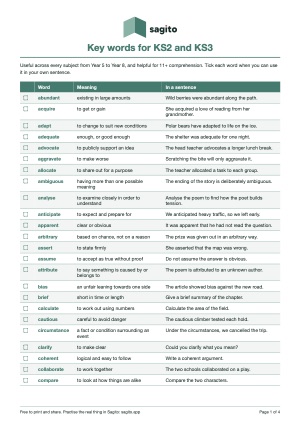 sagito
Key words for KS2 and KS3
Useful across every subject from Year 5 to Year 8, and helpful for 11+ comprehension. Tick each word when you can use
it in your own sentence.
Word Meaning In a sentence
abundant existing in large amounts Wild berries were abundant along the path.
acquire to get or gain She acquired a love of reading from her
grandmother.
adapt to change to suit new conditions Polar bears have adapted to life on the ice.
adequate enough, or good enough The shelter was adequate for one night.
advocate to publicly support an idea The head teacher advocates a longer lunch break.
aggravate to make worse Scratching the bite will only aggravate it.
allocate to share out for a purpose The teacher allocated a task to each group.
ambiguous having more than one possible The ending of the story is deliberately ambiguous.
meaning
analyse to examine closely in order to Analyse the poem to find how the poet builds
understand tension.
anticipate to expect and prepare for We anticipated heavy traffic, so we left early.
apparent clear or obvious It was apparent that he had not read the question.
arbitrary based on chance, not on a reason The prize was given out in an arbitrary way.
assert to state firmly She asserted that the map was wrong.
assume to accept as true without proof Do not assume the answer is obvious.
attribute to say something is caused by or The poem is attributed to an unknown author.
belongs to
bias an unfair leaning towards one side The article showed bias against the new road.
brief short in time or length Give a brief summary of the chapter.
calculate to work out using numbers Calculate the area of the field.
cautious careful to avoid danger The cautious climber tested each hold.
circumstance a fact or condition surrounding an Under the circumstances, we cancelled the trip.
event
clarify to make clear Could you clarify what you mean?
coherent logical and easy to follow Write a coherent argument.
collaborate to work together The two schools collaborated on a play.
compare to look at how things are alike Compare the two characters.
Free to print and share. Practise the real thing in Sagito: sagito.app Page 1 of 4